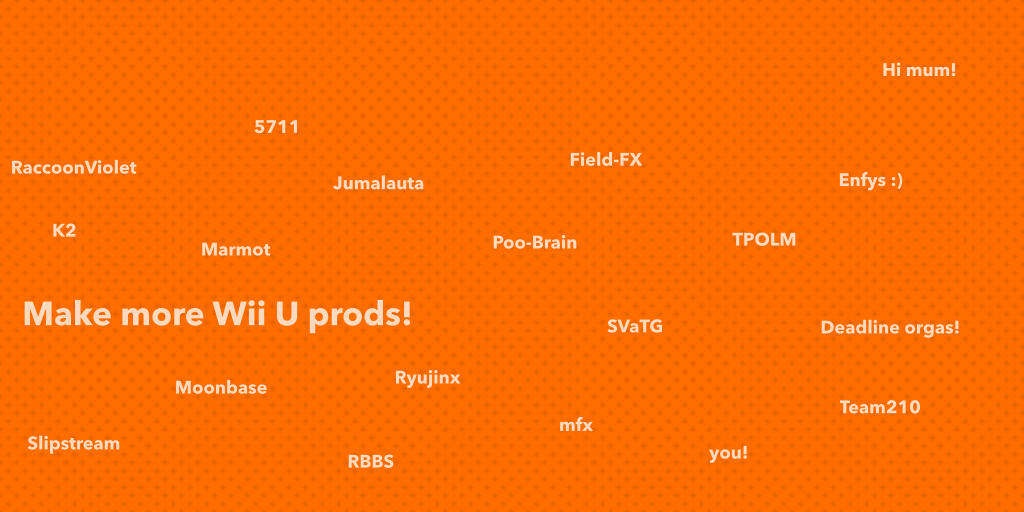 Hi mum!
5711
RaccoonViolet
Jumalauta
Field-FX
Enfys :)
K2
Marmot
Poo-Brain
TPOLM
Make more Wii U prods!
SVaTG
Deadline orgas!
Moonbase
Ryujinx
Team210
Slipstream
mfx
RBBS
you!